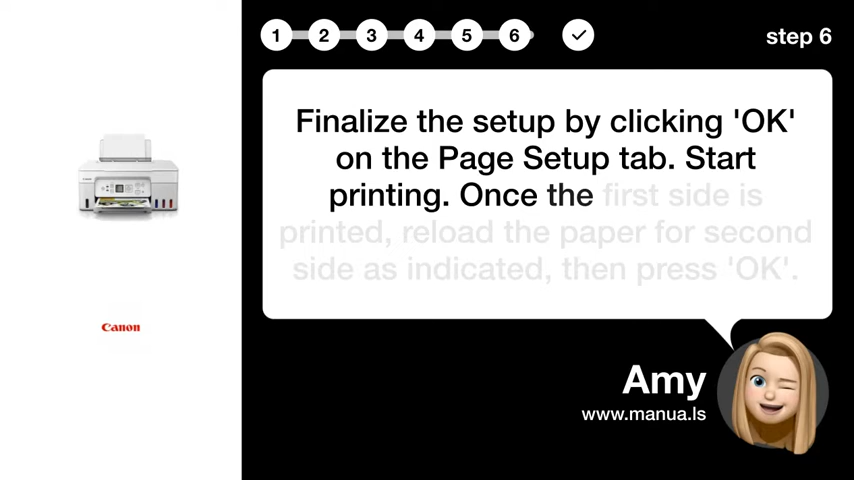 1 2 3 4 5 6
step 6
Finalize the setup by clicking 'OK'
on the Page Setup tab. Start
printing. Once the first side is
printed, reload the paper for second
side as indicated, then press 'OK'.
Canon
Amy
www.manua.ls